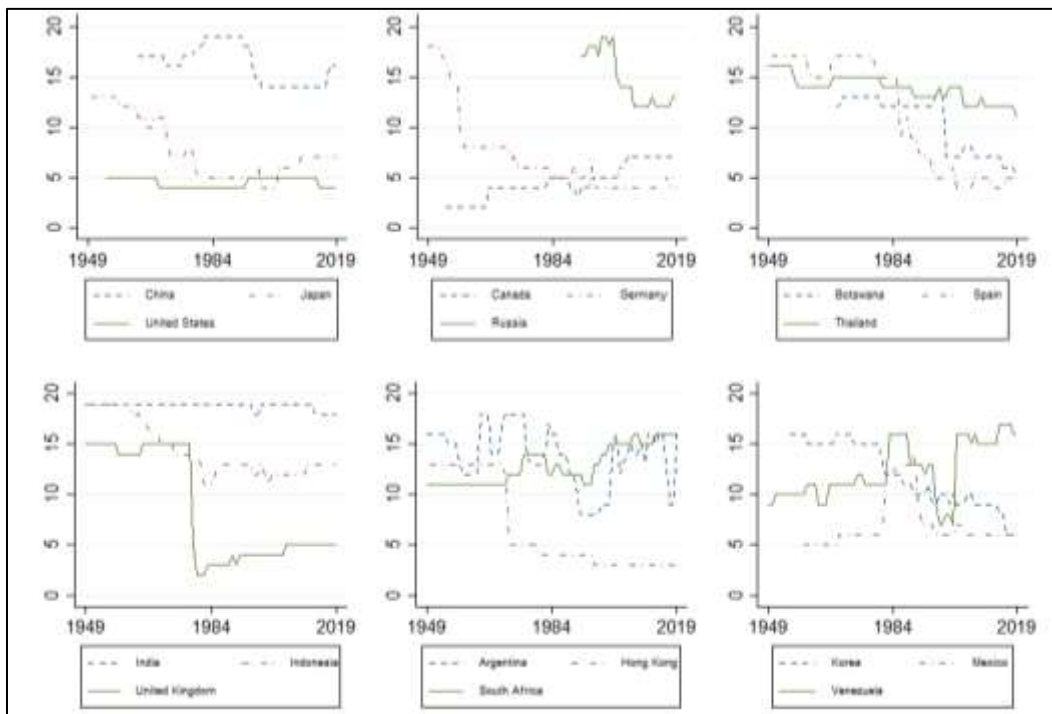 20 20 20
15 15 15
10 10 10
5 5 5
0 0 0
1949 1984 2019 1949 1984 2019 1949 1984 2019
China Japan Canada Germany Botswana Spain
United States Russia Thailand
20 20 20
15 15 15
10 10 10
5 5 5
0 0 0
1949 1984 2019 1949 1984 2019 1949 1984 2019
India Indonesia Argentina Hong Kong Korea Mexico
United Kingdom South Africa Venezuela